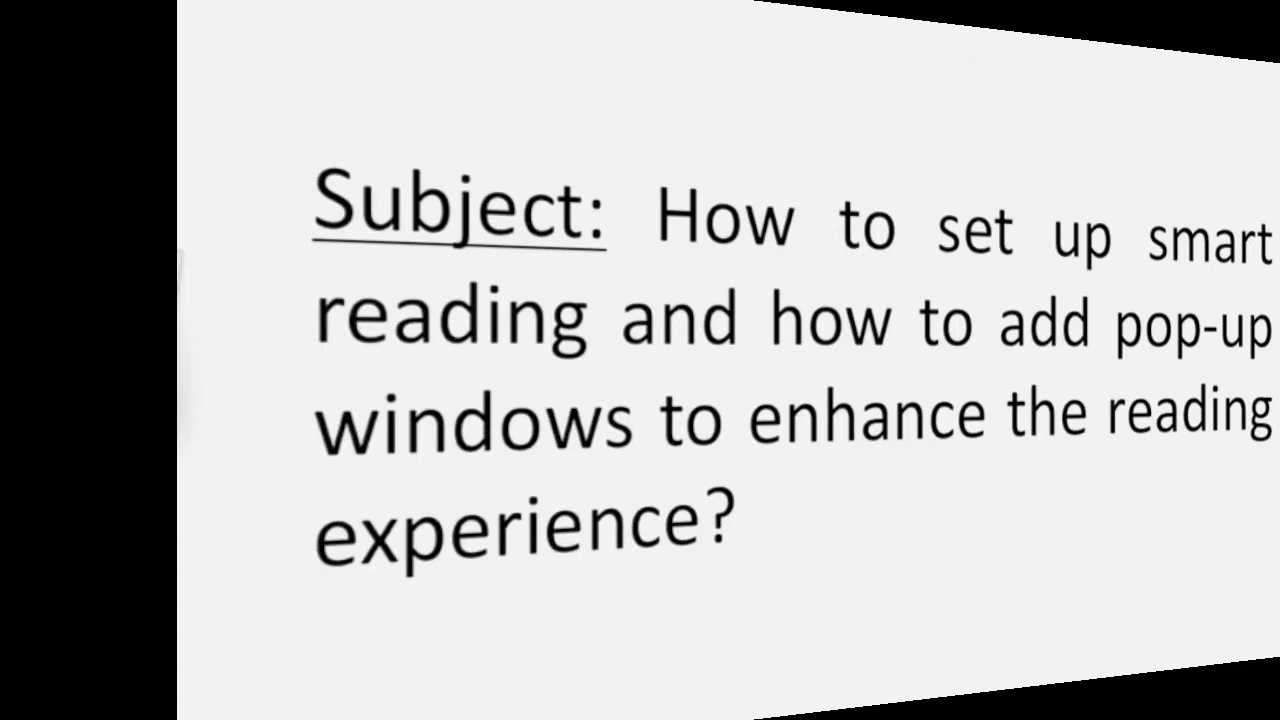 Subject: How to set up smart
reading and how to add pop-up
windows to enhance the reading
experience?